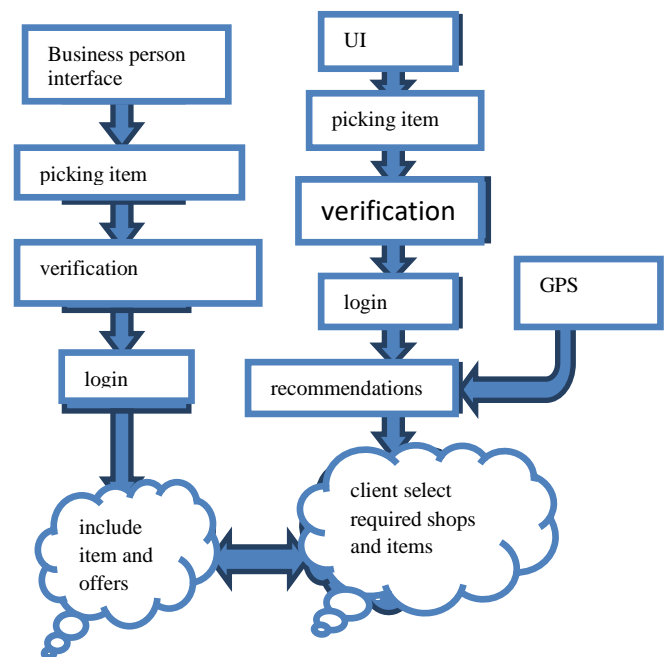 Business person
interface
picking item
verification
login
include
item and
offers
UI
picking item
verification
login
recommendations
client select
required shops
and items
GPS